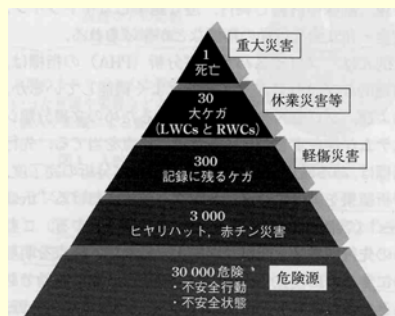 1
死亡
重大災害
30
大ケガ
(LWCsとRWCs)
休業災害等
300
記録に残るケガ
軽傷災害
3 000
ヒヤリハット，赤チン災害
30 000危険
・不安全行動
・不安全状態
危険源